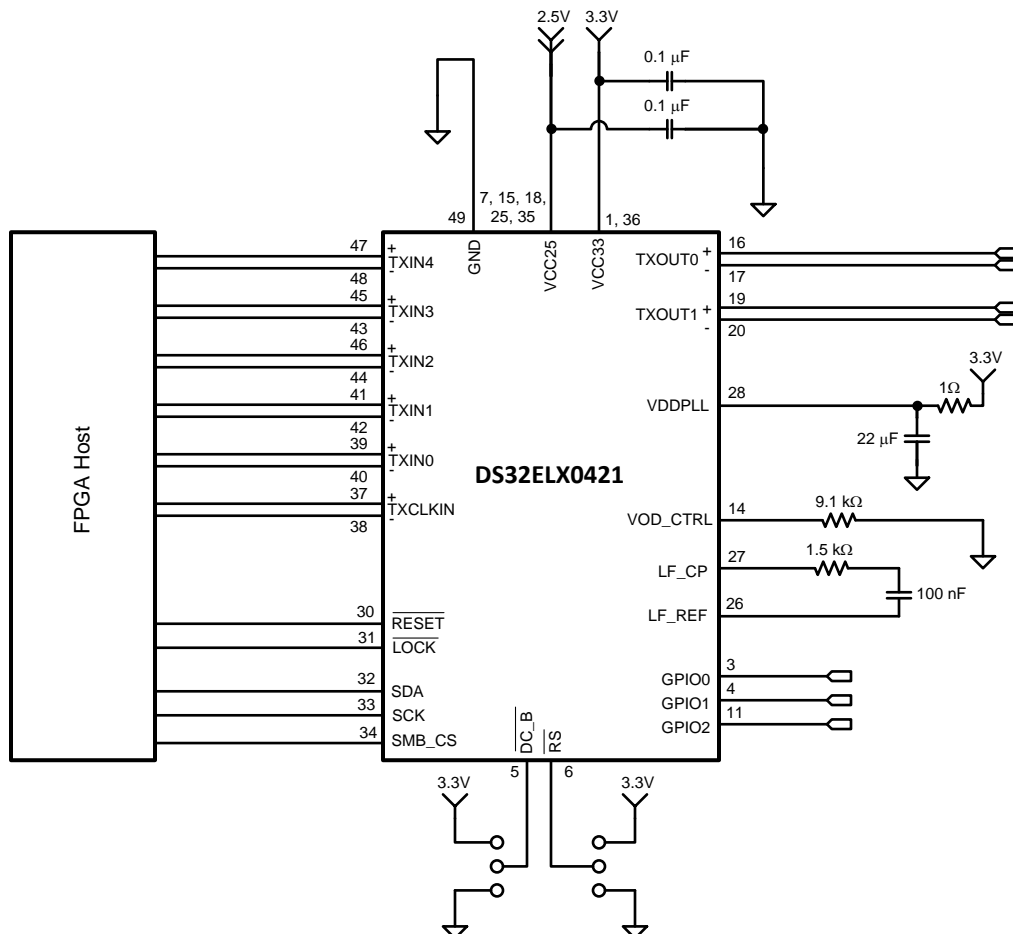 2.5V 3.3V
0.1 μF
0.1 μF
7, 15, 18,
25, 35
49
1, 36
GND
VCC25
VCC33
FPGA Host
47
+
TXIN4
-
48
45
+
TXIN3
-
43
46
+
TXIN2
-
44
41
+
TXIN1
-
42
39
+
TXIN0
-
40
37
+
TXCLKIN
-
38
30
RESET
31
LOCK
32
SDA
33
SCK
34
SMB_CS
DS32ELX0421
16
TXOUT0 +
-
17
19
TXOUT1 +
-
20
3.3V
1Ω
28
VDDPLL
22 μF
14
VOD_CTRL
9.1 kΩ
27
LF_CP
1.5 kΩ
100 nF
26
LF_REF
3
GPIO0
4
GPIO1
11
GPIO2
DC_B
RS
5
6
3.3V
3.3V